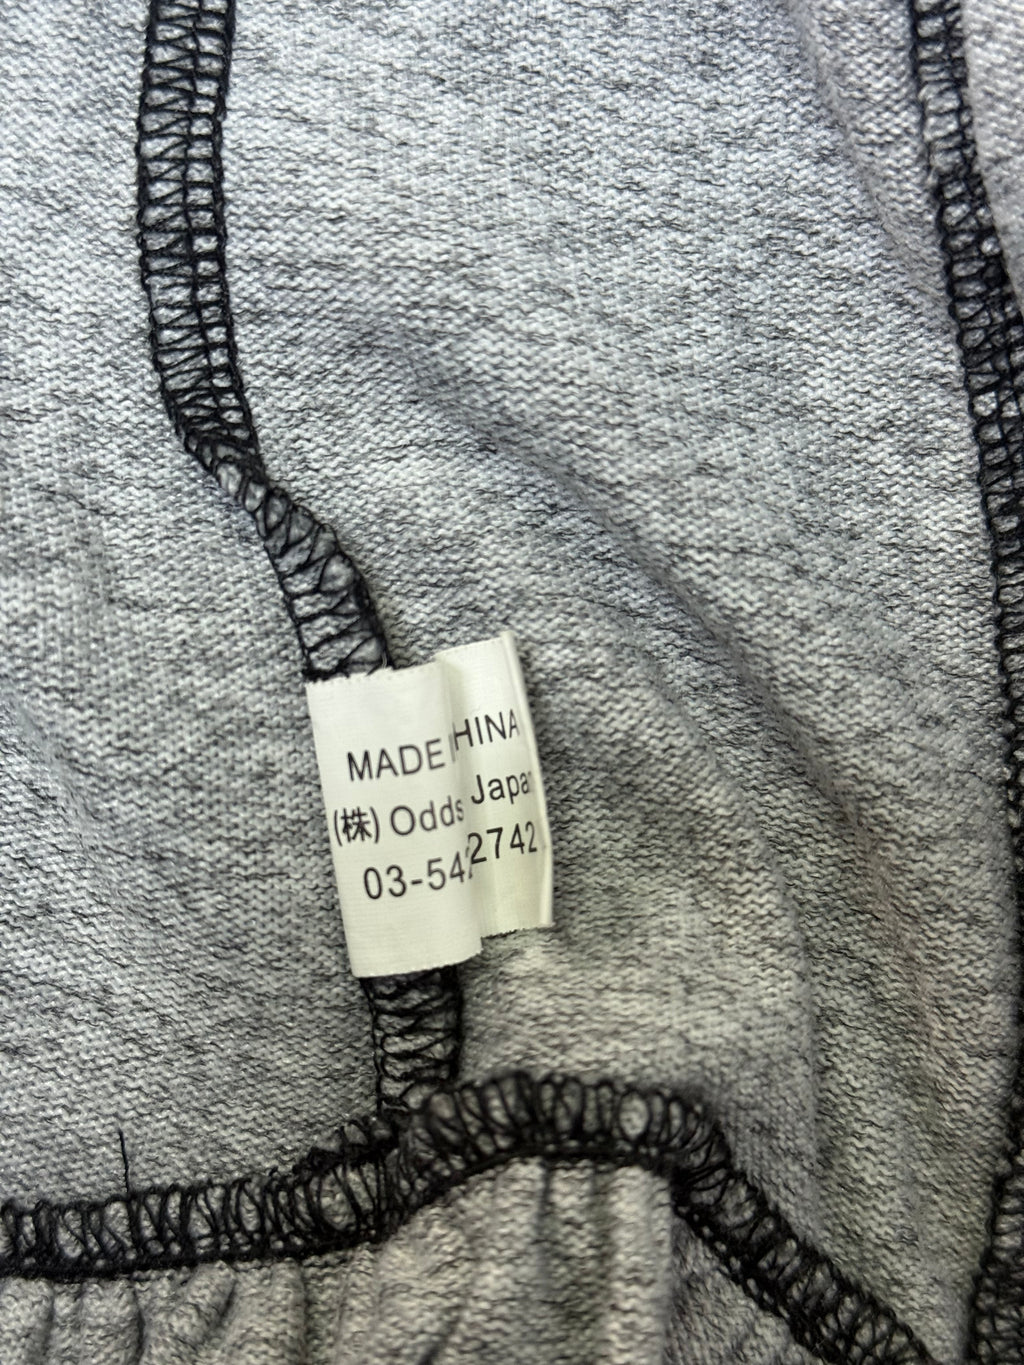 MADE HINA
(株) Odds Japa
03-54 2742